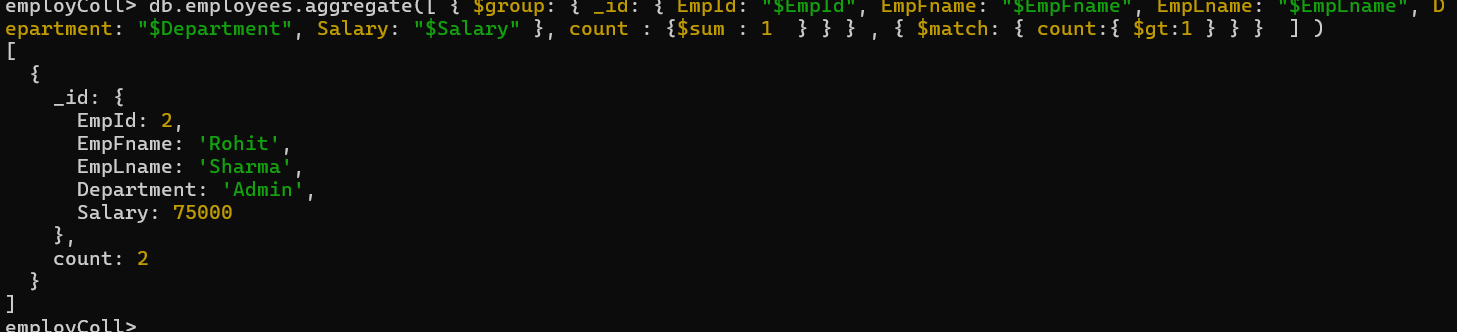 employColl> db.employees.aggregate([ { $group: { _id: { EmpId: "$EmpId", EmpFname: "$EmpFname", EmpLname: "$EmpLname", D
epartment: "$Department", Salary: "$Salary" }, count : {$sum : 1  } } } , { $match: { count:{ $gt:1 } } }  ] )
[
  {
    _id: {
      EmpId: 2,
      EmpFname: 'Rohit',
      EmpLname: 'Sharma',
      Department: 'Admin',
      Salary: 75000
    },
    count: 2
  }
]
employColl>